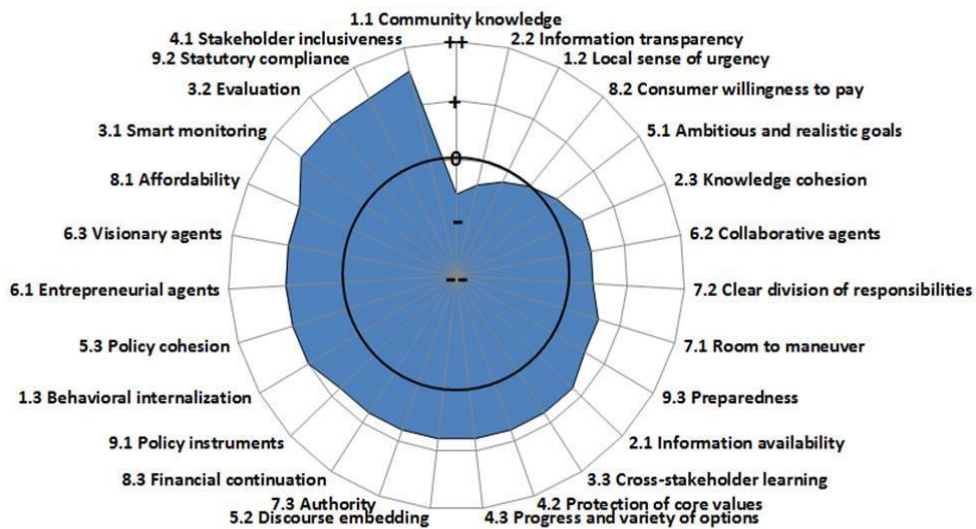 1.1 Community knowledge
4.1 Stakeholder inclusiveness
++
2.2 Information transparency
9.2 Statutory compliance
1.2 Local sense of urgency
3.2 Evaluation
8.2 Consumer willingness to pay
+
3.1 Smart monitoring
5.1 Ambitious and realistic goals
0
8.1 Affordability
2.3 Knowledge cohesion
-
6.3 Visionary agents
6.2 Collaborative agents
--
6.1 Entrepreneurial agents
7.2 Clear division of responsibilities
5.3 Policy cohesion
7.1 Room to maneuver
1.3 Behavioral internalization
9.3 Preparedness
9.1 Policy instruments
2.1 Information availability
8.3 Financial continuation
3.3 Cross-stakeholder learning
7.3 Authority
4.2 Protection of core values
5.2 Discourse embedding
4.3 Progress and variety of options